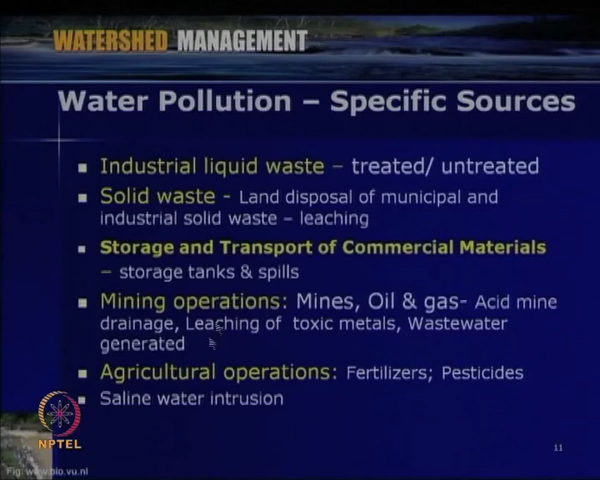 WATERSHED MANAGEMENT
Water Pollution – Specific Sources
Industrial liquid waste – treated/ untreated
Solid waste - Land disposal of municipal and
industrial solid waste – leaching
Storage and Transport of Commercial Materials
– storage tanks & spills
Mining operations: Mines, Oil & gas- Acid mine
drainage, Leaching of toxic metals, Wastewater
generated
Agricultural operations: Fertilizers; Pesticides
Saline water intrusion
NPTEL
11
Fig: www.bio.vu.nl